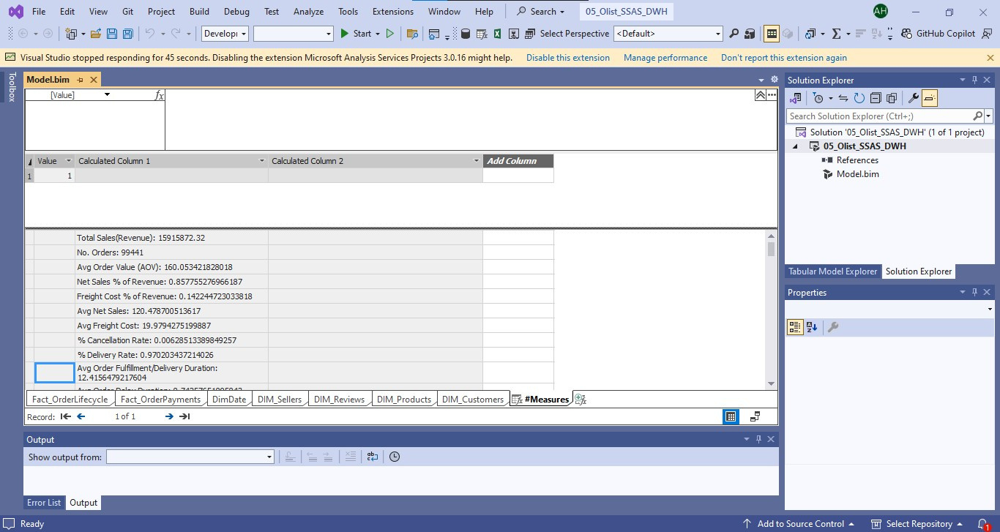 File Edit View Git Project Build Debug Test Analyze Tools Extensions Window Help Search 05_Olist_SSAS_DWH AH
Develop Start Select Perspective <Default> GitHub Copilot
Visual Studio stopped responding for 45 seconds. Disabling the extension Microsoft Analysis Services Projects 3.0.16 might help. Disable this extension Manage performance Don't report this extension again
Toolbox
Model.bim
[Value] fx
Value Calculated Column 1 Calculated Column 2 Add Column
1 1
Total Sales(Revenue): 15915872.32
No. Orders: 99441
Avg Order Value (AOV): 160.053421828018
Net Sales % of Revenue: 0.857755276966187
Freight Cost % of Revenue: 0.142244723033818
Avg Net Sales: 120.478700513617
Avg Freight Cost: 19.9794275199887
% Cancellation Rate: 0.00628513389849257
% Delivery Rate: 0.970203437214026
Avg Order Fulfillment/Delivery Duration:
12.4156479217604
Fact_OrderLifecycle Fact_OrderPayments DimDate DIM_Sellers DIM_Reviews DIM_Products DIM_Customers #Measures
Record: 1 of 1
Output
Show output from:
Error List Output
Solution Explorer
Search Solution Explorer (Ctrl+;)
Solution '05_Olist_SSAS_DWH' (1 of 1 project)
05_Olist_SSAS_DWH
References
Model.bim
Tabular Model Explorer Solution Explorer
Properties
Ready Add to Source Control Select Repository 1